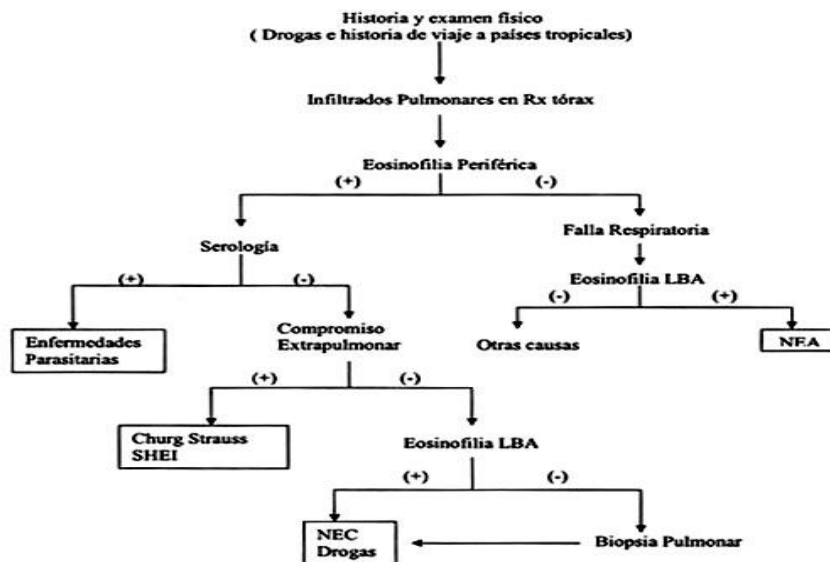 Historia y examen físico
( Drogas e historia de viaje a países tropicales)
Infiltrados Pulmonares en Rx tórax
Eosinofilia Periférica
(+) (-)
Serología
Falla Respiratoria
(+) (-)
Eosinofilia LBA
(-) (+)
Enfermedades
Parasitarias
Compromiso
Extrapulmonar
Otras causas
NEA
(+) (-)
Churg Strauss
SHEI
Eosinofilia LBA
(+) (-)
NEC
Drogas
Biopsia Pulmonar